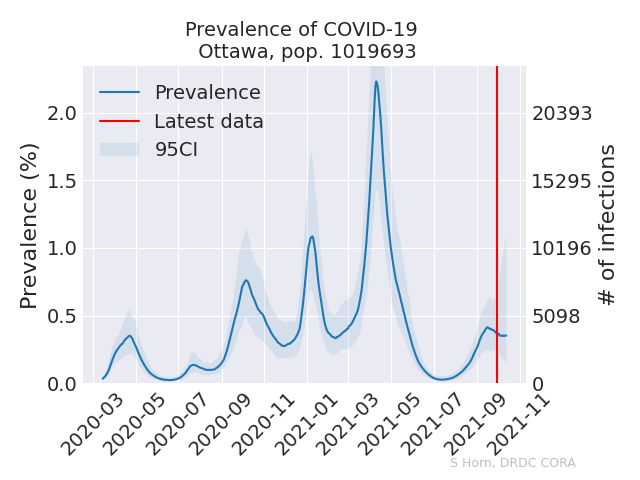 Prevalence of COVID-19
Ottawa, pop. 1019693
Prevalence
Latest data
95CI
Prevalence (%)
2.0
1.5
1.0
0.5
0.0
20393
15295
10196
5098
0
# of infections
2020-03
2020-05
2020-07
2020-09
2020-11
2021-01
2021-03
2021-05
2021-07
2021-09
2021-11
S Horn, DRDC CORA